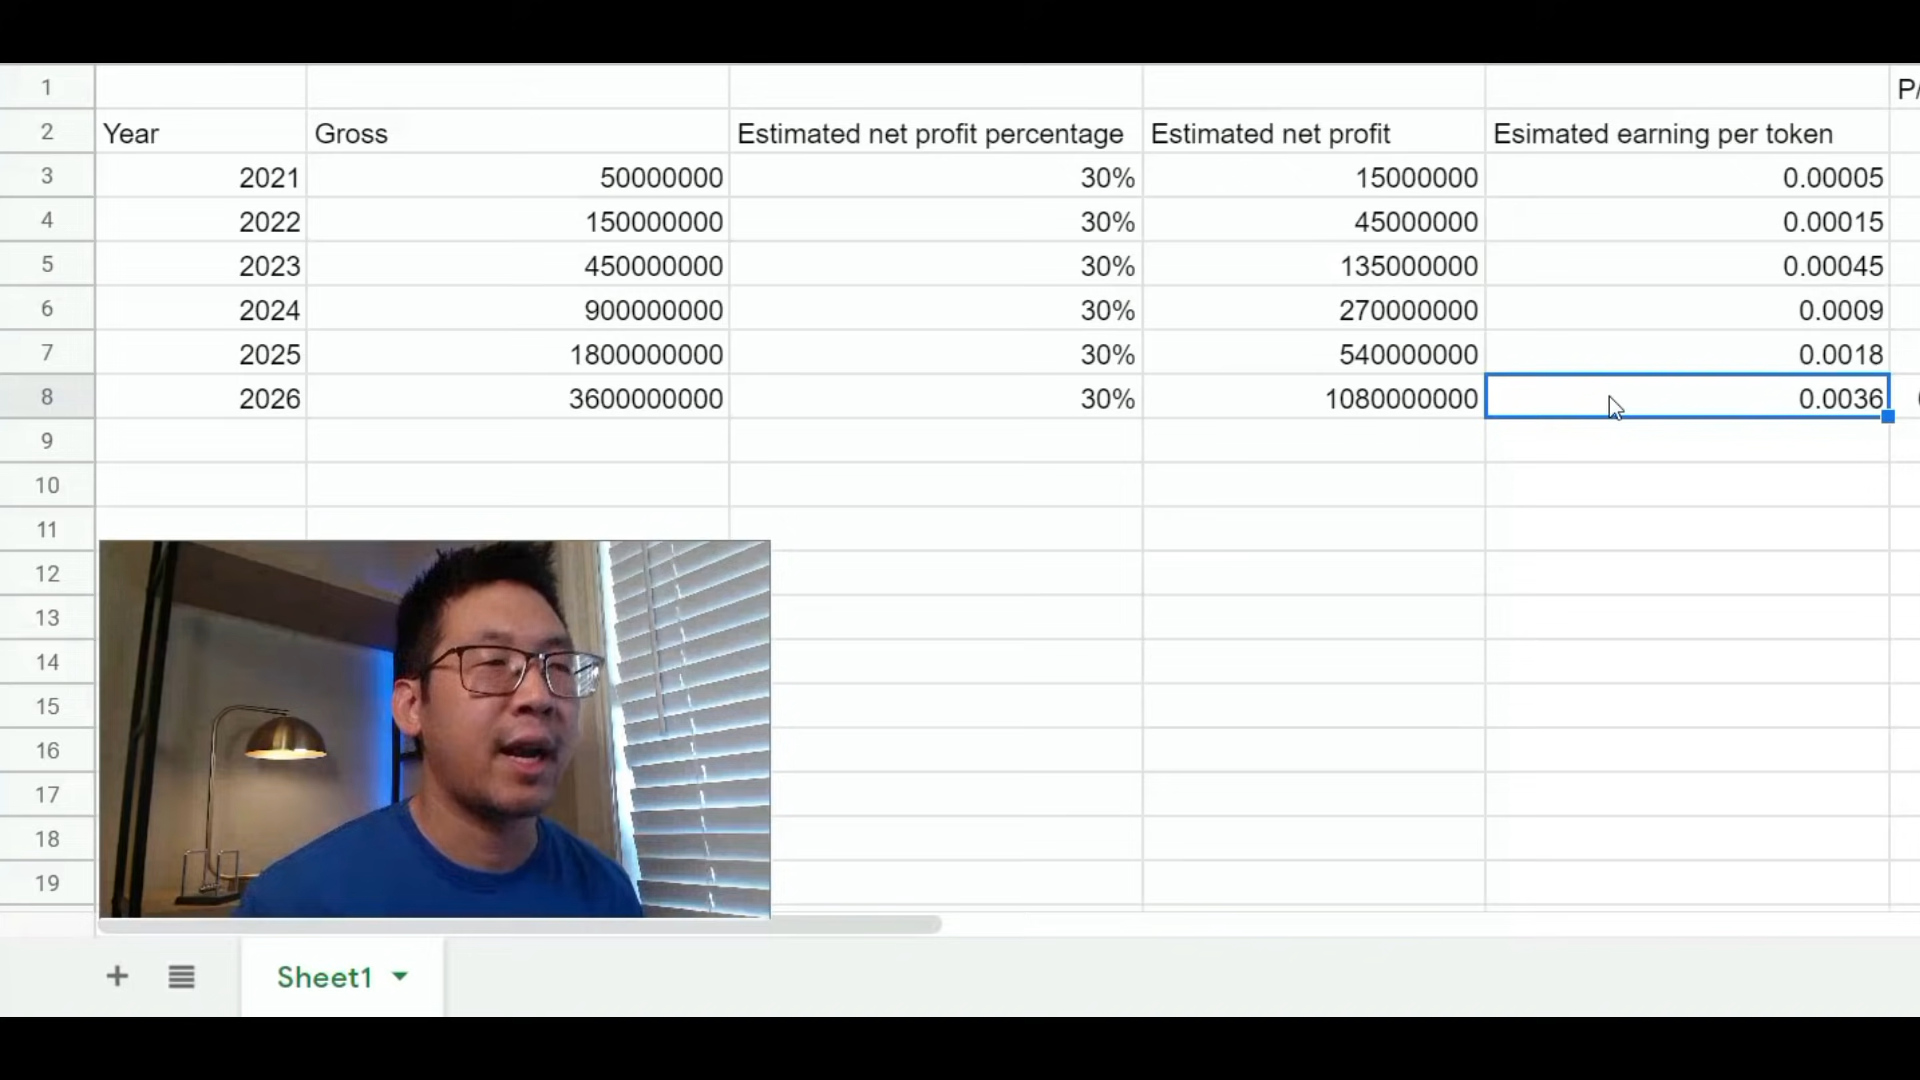 1 P/
2 Year Gross Estimated net profit percentage Estimated net profit Esimated earning per token
3 2021 50000000 30% 15000000 0.00005
4 2022 150000000 30% 45000000 0.00015
5 2023 450000000 30% 135000000 0.00045
6 2024 900000000 30% 270000000 0.0009
7 2025 1800000000 30% 540000000 0.0018
8 2026 3600000000 30% 1080000000 0.0036
9
10
11
12
13
14
15
16
17
18
19
Sheet1